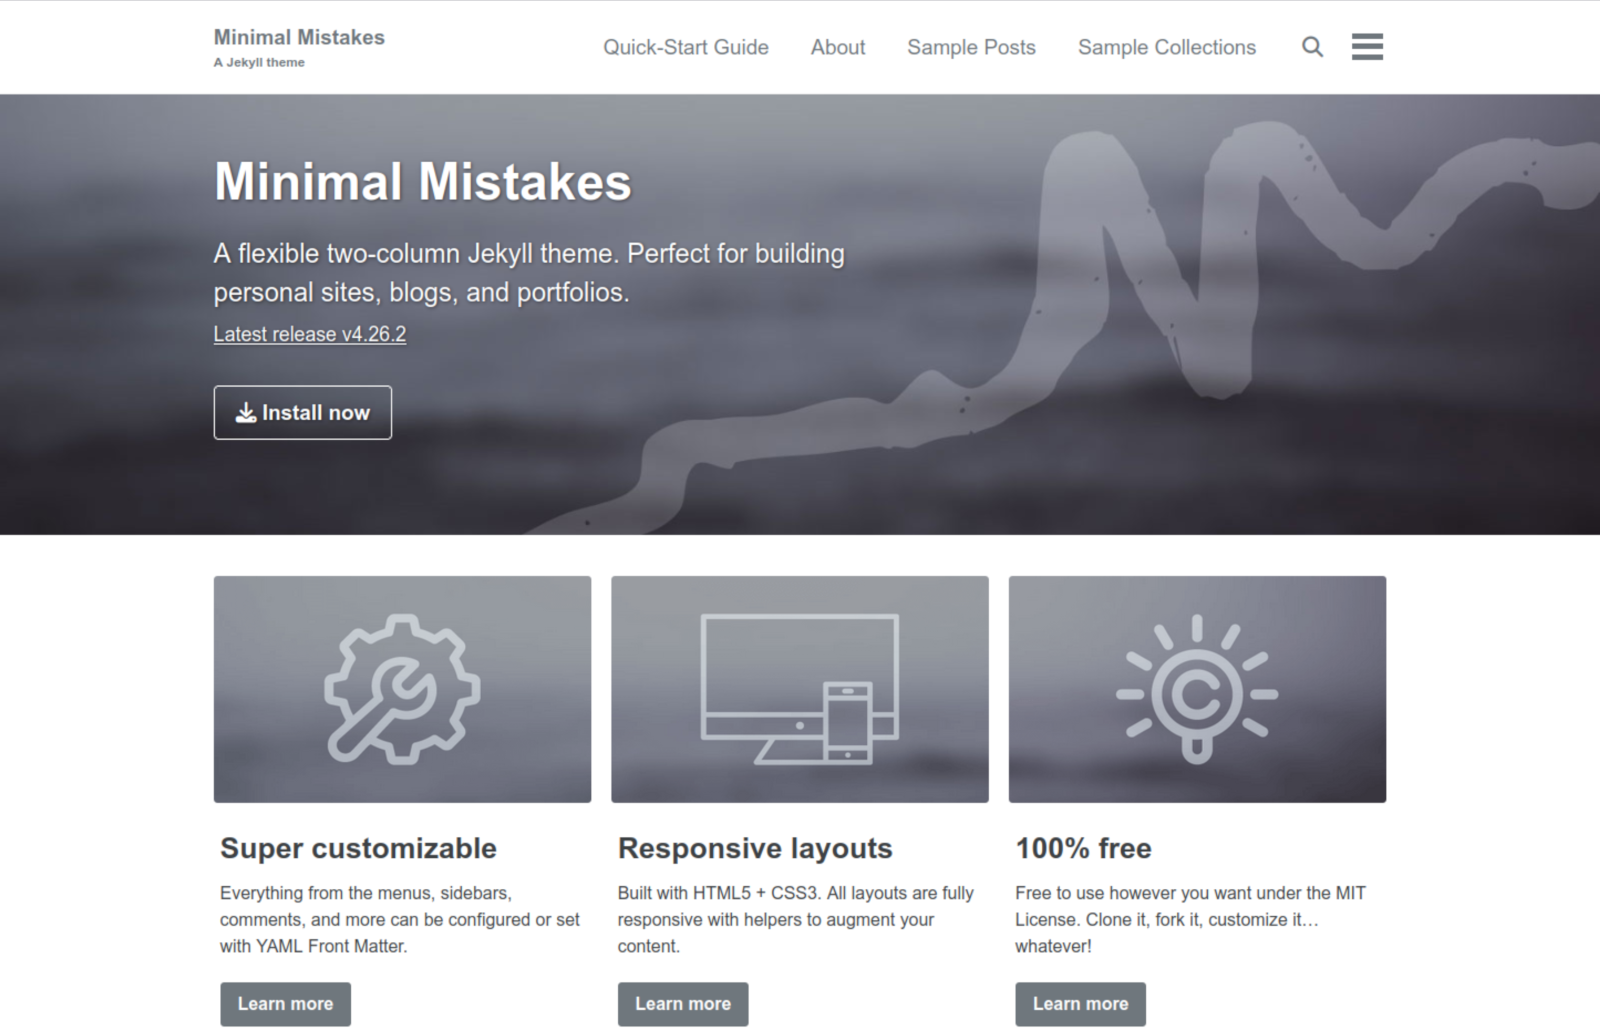 Minimal Mistakes
A Jekyll theme
Quick-Start Guide
About
Sample Posts
Sample Collections
Minimal Mistakes
A flexible two-column Jekyll theme. Perfect for building
personal sites, blogs, and portfolios.
Latest release v4.26.2
Install now
Super customizable
Everything from the menus, sidebars,
comments, and more can be configured or set
with YAML Front Matter.
Learn more
Responsive layouts
Built with HTML5 + CSS3. All layouts are fully
responsive with helpers to augment your
content.
Learn more
100% free
Free to use however you want under the MIT
License. Clone it, fork it, customize it…
whatever!
Learn more